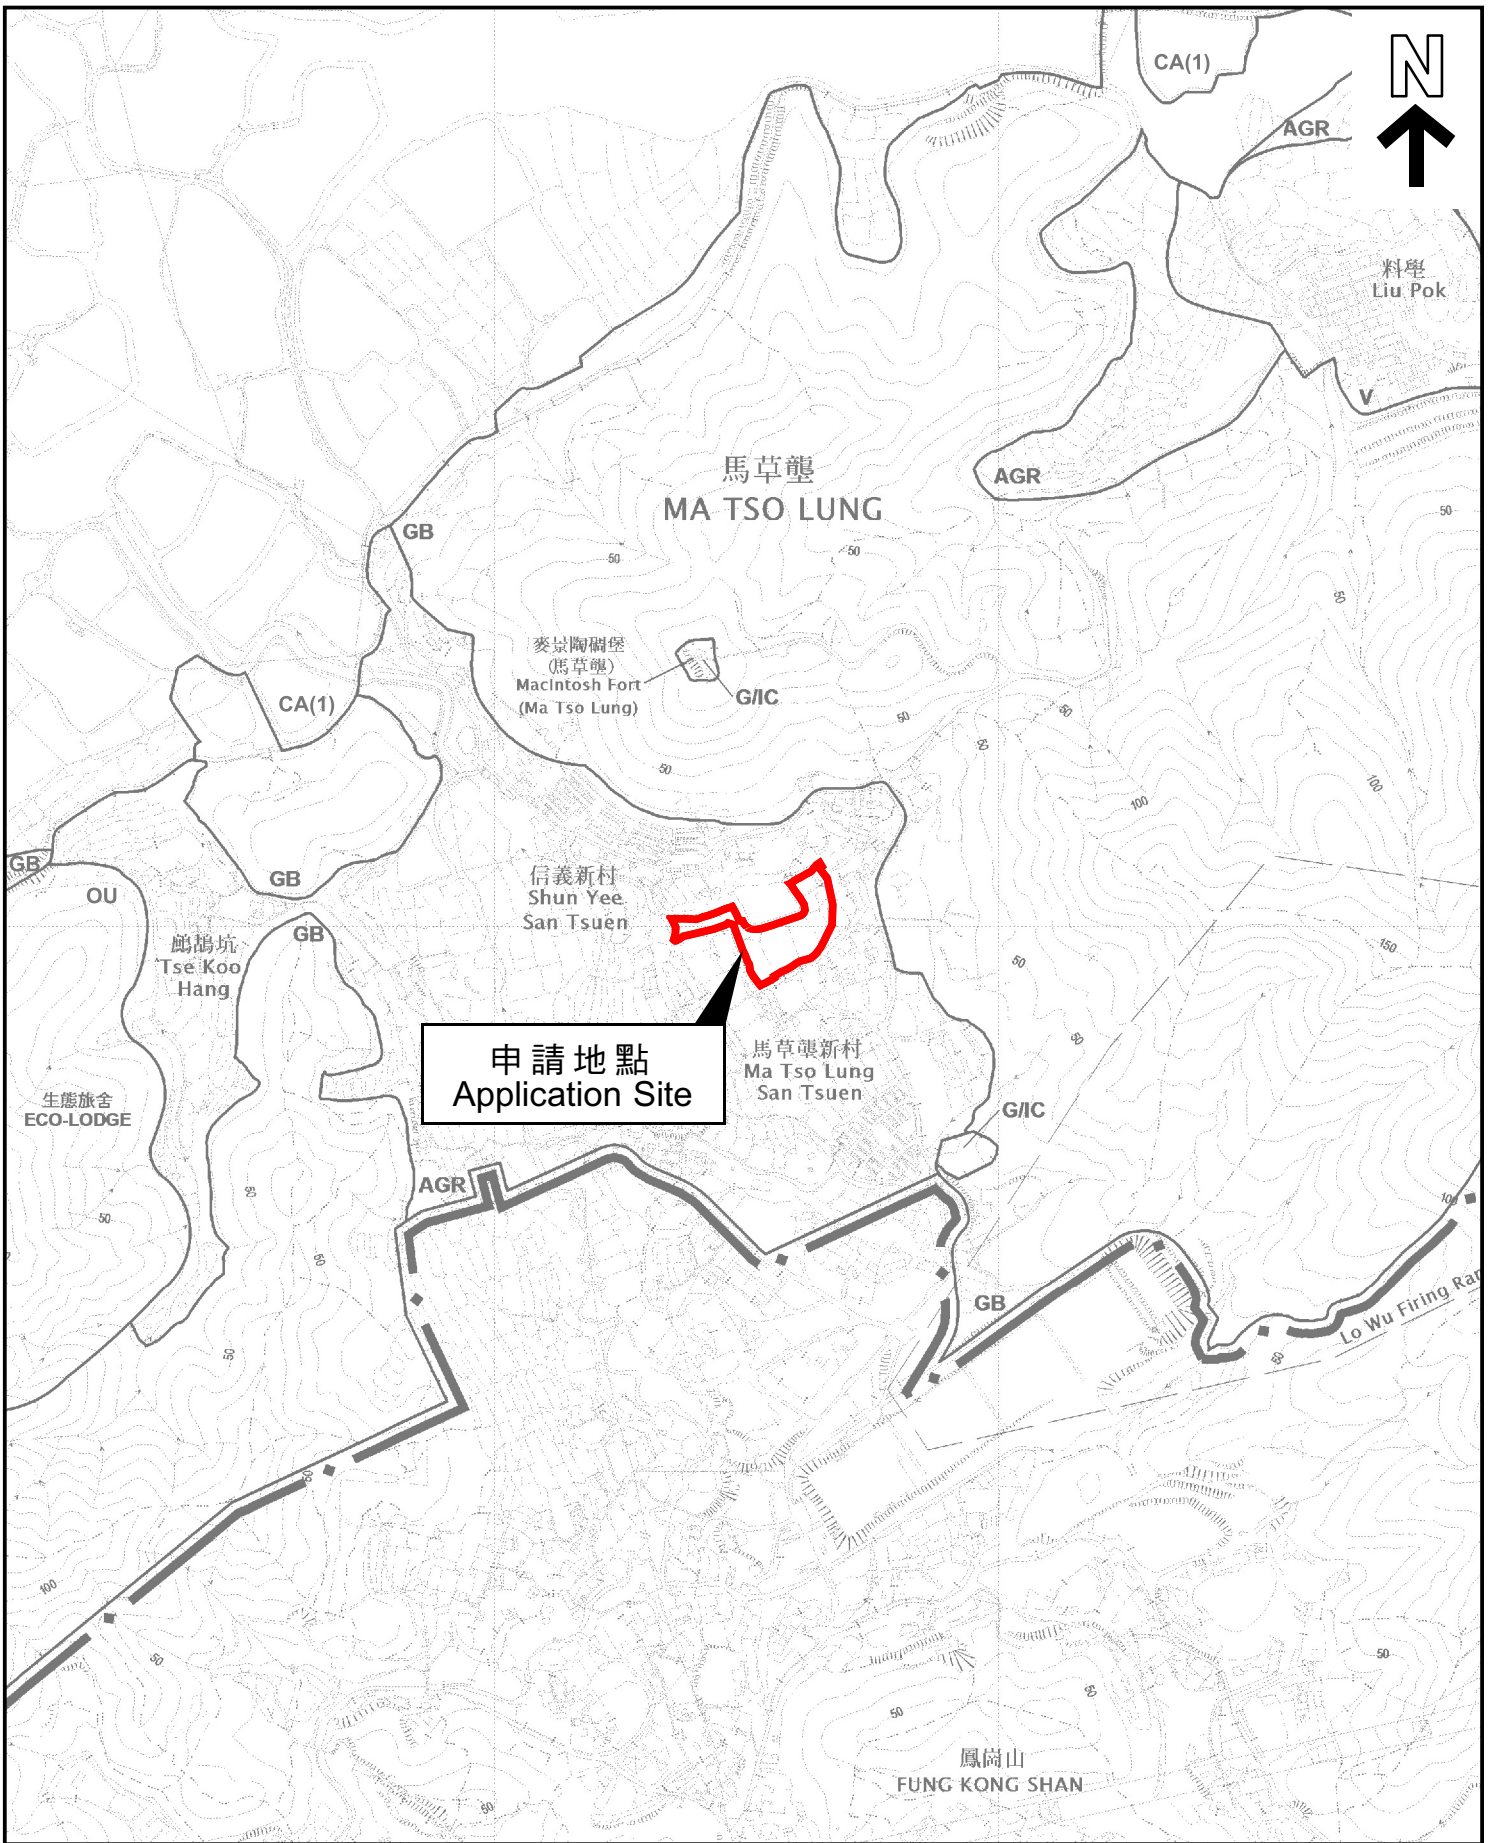 CA(1)
N
AGR
料壆
Liu Pok
V
馬草壟
MA TSO LUNG
AGR
50
GB
50
50
50
麥景陶碉堡
(馬草壟)
MacIntosh Fort
(Ma Tso Lung)
G/IC
CA(1)
50
50
50
50
100
100
GB
OU
GB
信義新村
Shun Yee
San Tsuen
GB
鷓鴣坑
Tse Koo
Hang
150
50
50
申請地點
Application Site
馬草壟新村
Ma Tso Lung
San Tsuen
生態旅舍
ECO-LODGE
G/IC
AGR
50
50
50
100
GB
Lo Wu Firing Ran
50
50
50
100
50
50
50
50
鳳崗山
FUNG KONG SHAN
50